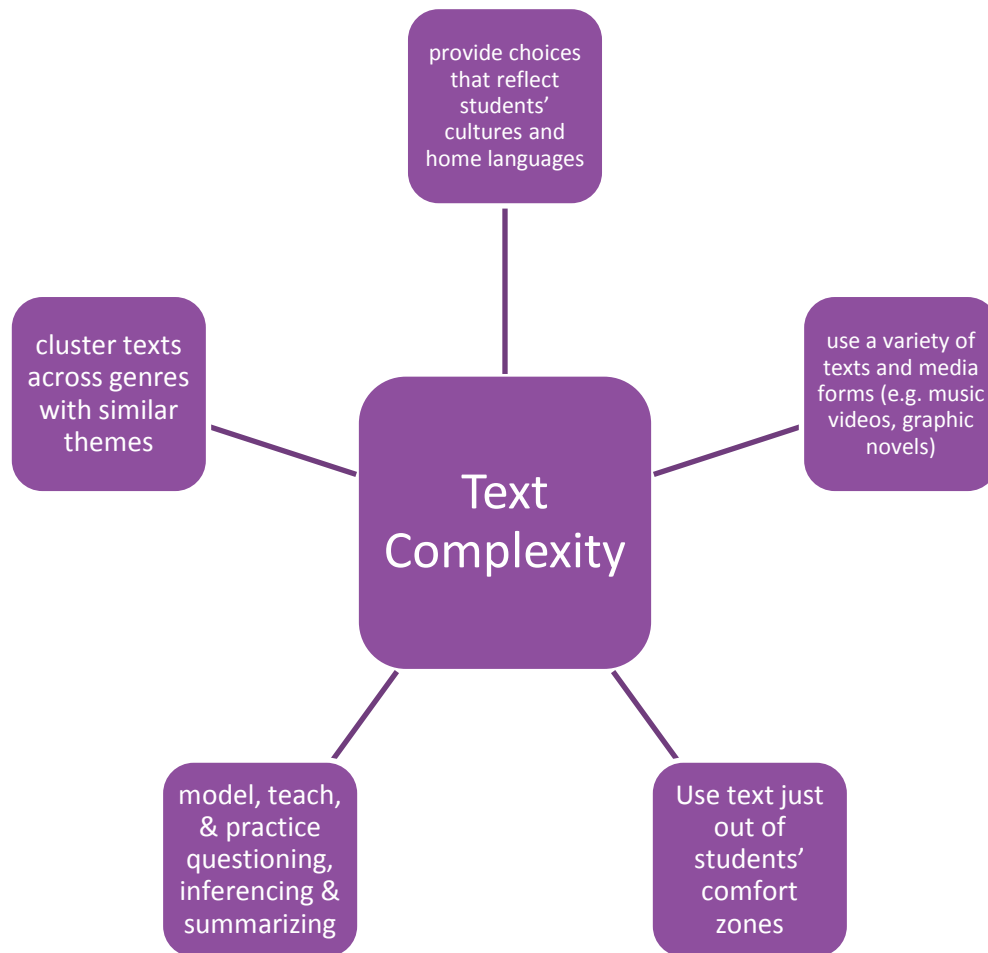 provide choices
that reflect
students’
cultures and
home languages
cluster texts
across genres
with similar
themes
use a variety of
texts and media
forms (e.g. music
videos, graphic
novels)
Text
Complexity
model, teach,
& practice
questioning,
inferencing &
summarizing
Use text just
out of
students’
comfort
zones